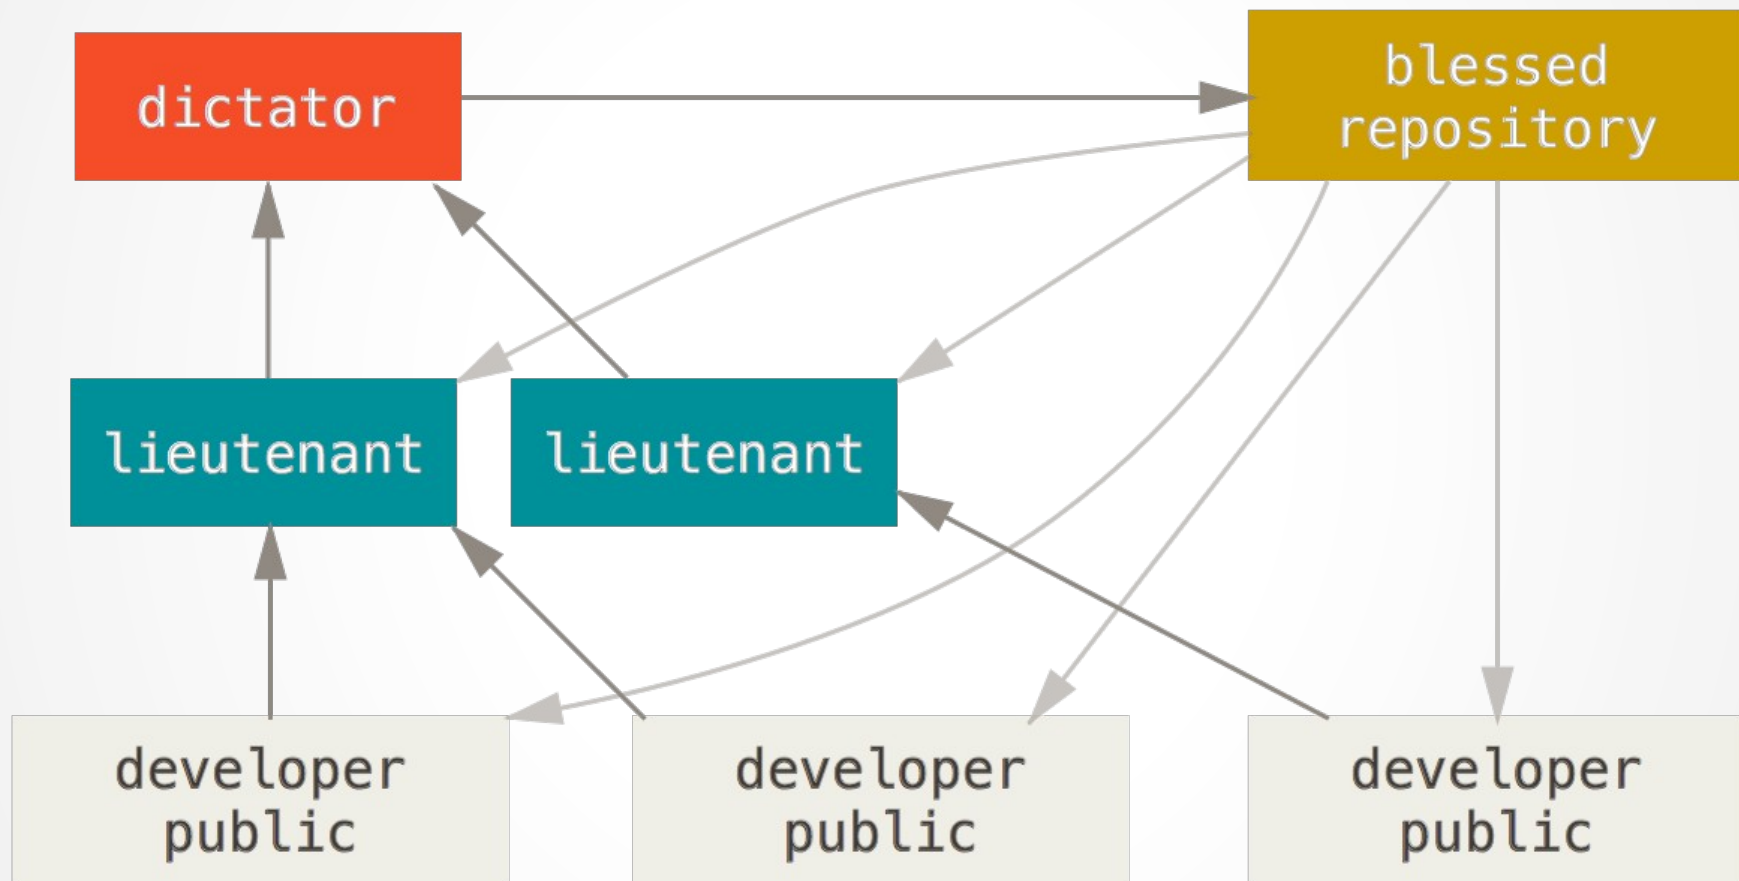 dictator
blessed
repository
lieutenant
lieutenant
developer
public
developer
public
developer
public